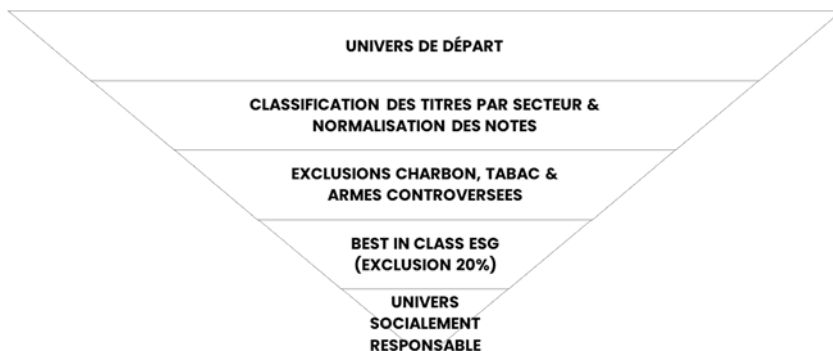 UNIVERS DE DÉPART
CLASSIFICATION DES TITRES PAR SECTEUR &
NORMALISATION DES NOTES
EXCLUSIONS CHARBON, TABAC &
ARMES CONTROVERSEES
BEST IN CLASS ESG
(EXCLUSION 20%)
UNIVERS
SOCIALEMENT
RESPONSABLE